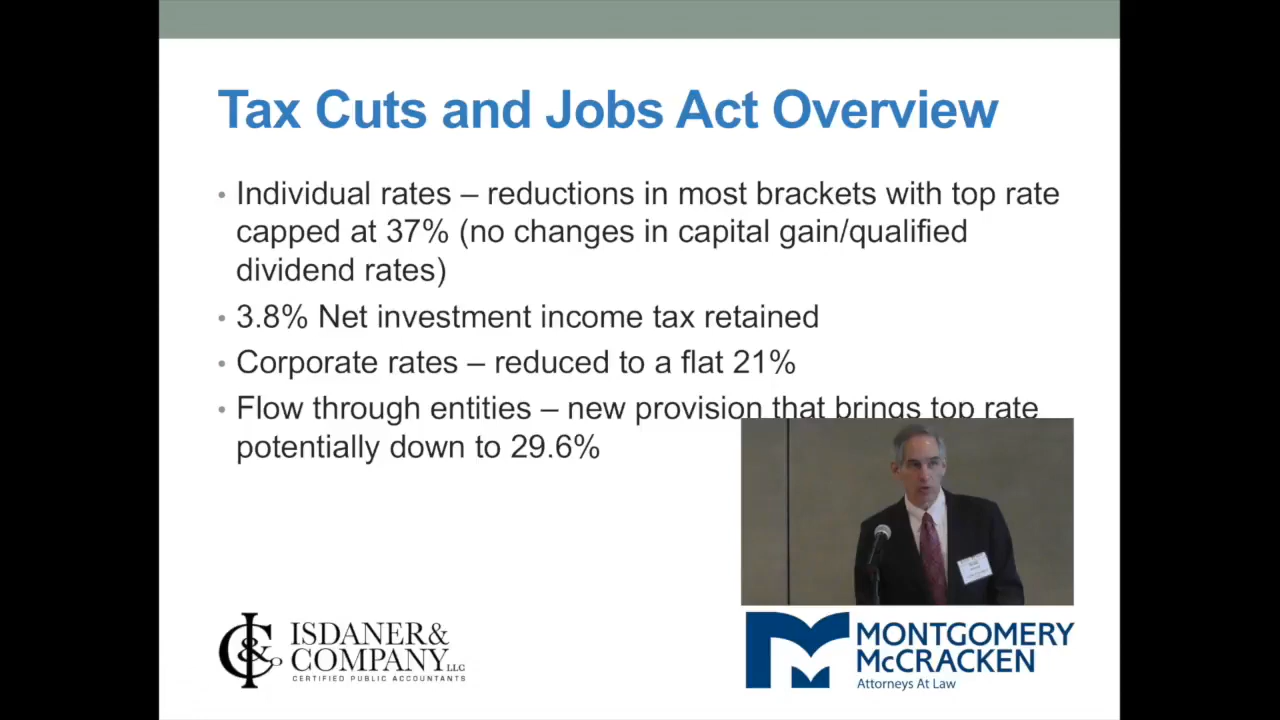 Tax Cuts and Jobs Act Overview
• Individual rates – reductions in most brackets with top rate
capped at 37% (no changes in capital gain/qualified
dividend rates)
• 3.8% Net investment income tax retained
• Corporate rates – reduced to a flat 21%
• Flow through entities – new provision that brings top rate
potentially down to 29.6%
IC&Co
ISDANER&
COMPANY LLC
CERTIFIED PUBLIC ACCOUNTANTS
M
MONTGOMERY
McCRACKEN
Attorneys At Law